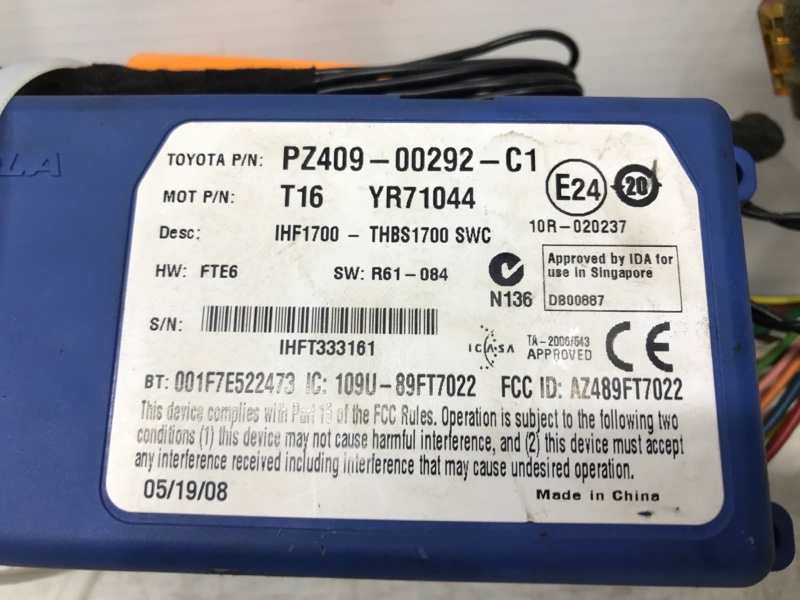 TOYOTA P/N: PZ409-00292-C1
MOT P/N: T16 YR71044
E24
20
10R-020237
Desc: IHF1700 - THBS1700 SWC
HW: FTE6 SW: R61-084
N136
Approved by IDA for
use in Singapore
DB00887
S/N:
IHFT333161
ICASA
TA-2006/543
APPROVED
CE
BT: 001F7E522473 IC: 109U-89FT7022 FCC ID: AZ489FT7022
This device complies with Part 15 of the FCC Rules. Operation is subject to the following two
conditions (1) this device may not cause harmful interference, and (2) this device must accept
any interference received including interference that may cause undesired operation.
05/19/08 Made in China